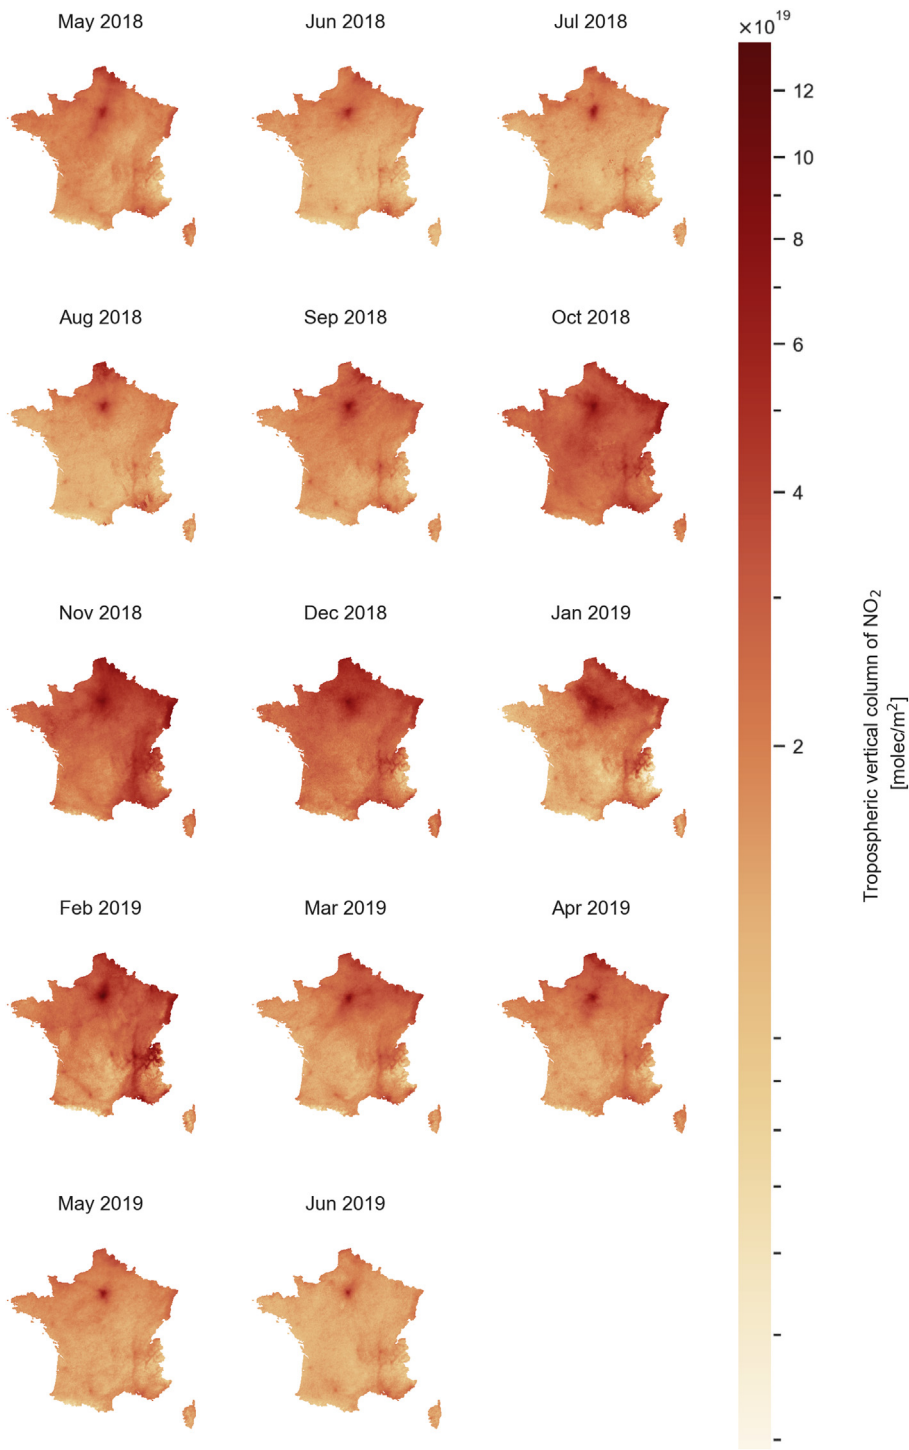 May 2018
Jun 2018
Jul 2018
×10¹⁹
12
10
8
Aug 2018
Sep 2018
Oct 2018
6
4
Nov 2018
Dec 2018
Jan 2019
2
Tropospheric vertical column of NO₂
[molec/m²]
Feb 2019
Mar 2019
Apr 2019
May 2019
Jun 2019